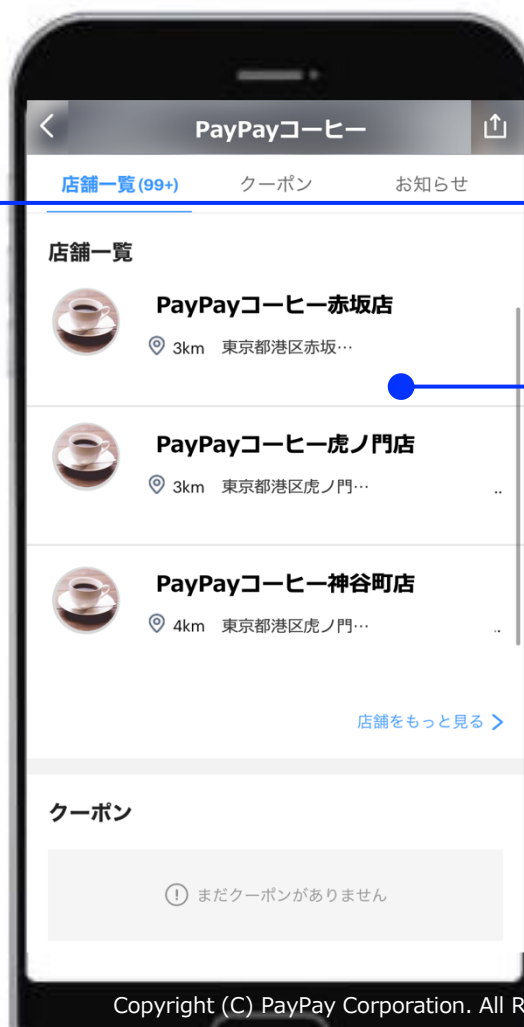 PayPayコーヒー
店舗一覧(99+) クーポン お知らせ
店舗一覧
PayPayコーヒー赤坂店
3km 東京都港区赤坂…
PayPayコーヒー虎ノ門店
3km 東京都港区虎ノ門… ..
PayPayコーヒー神谷町店
4km 東京都港区虎ノ門… ..
店舗をもっと見る
クーポン
まだクーポンがありません
Copyright (C) PayPay Corporation. All R